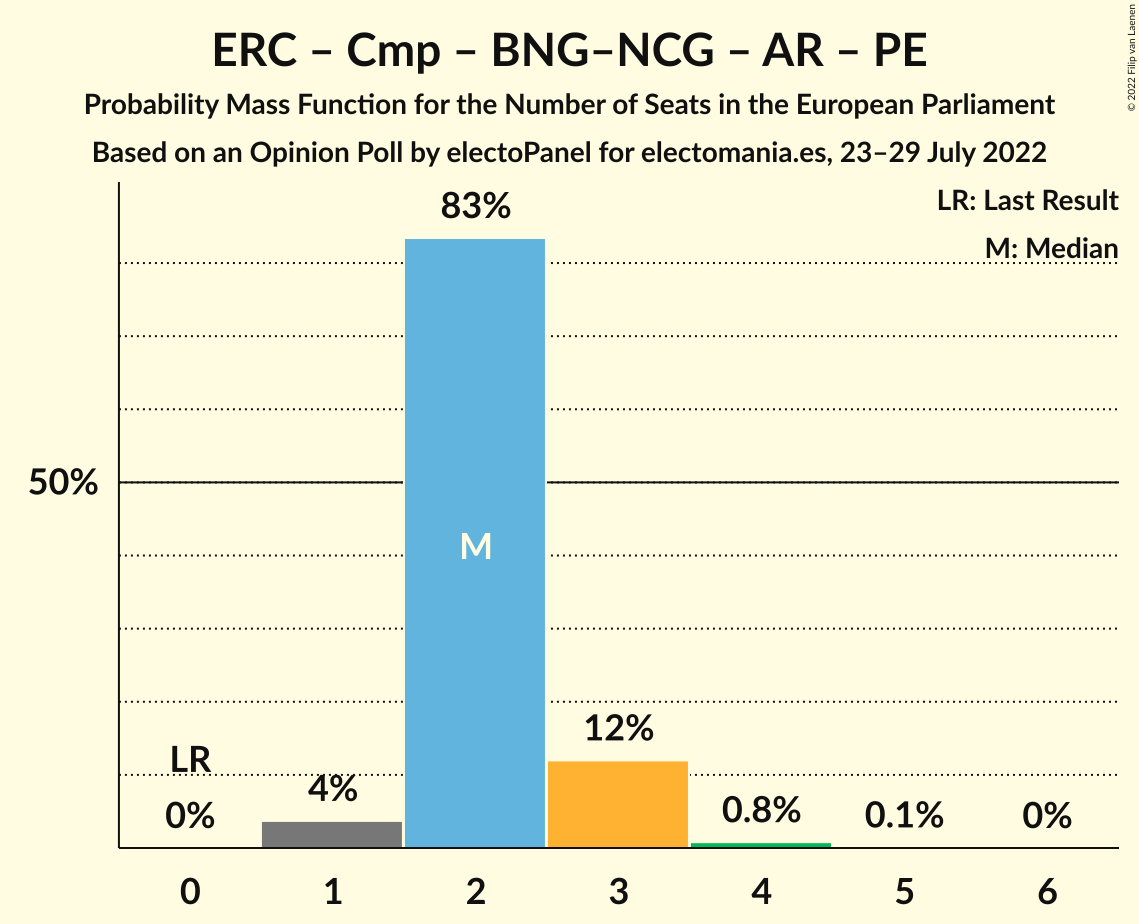 ERC – Cmp – BNG–NCG – AR – PE
Probability Mass Function for the Number of Seats in the European Parliament
Based on an Opinion Poll by electoPanel for electomania.es, 23–29 July 2022
© 2022 Filip van Laenen
LR: Last Result
M: Median
83%
50%
M
12%
LR
4%
0%
0.8%
0.1%
0%
0 1 2 3 4 5 6